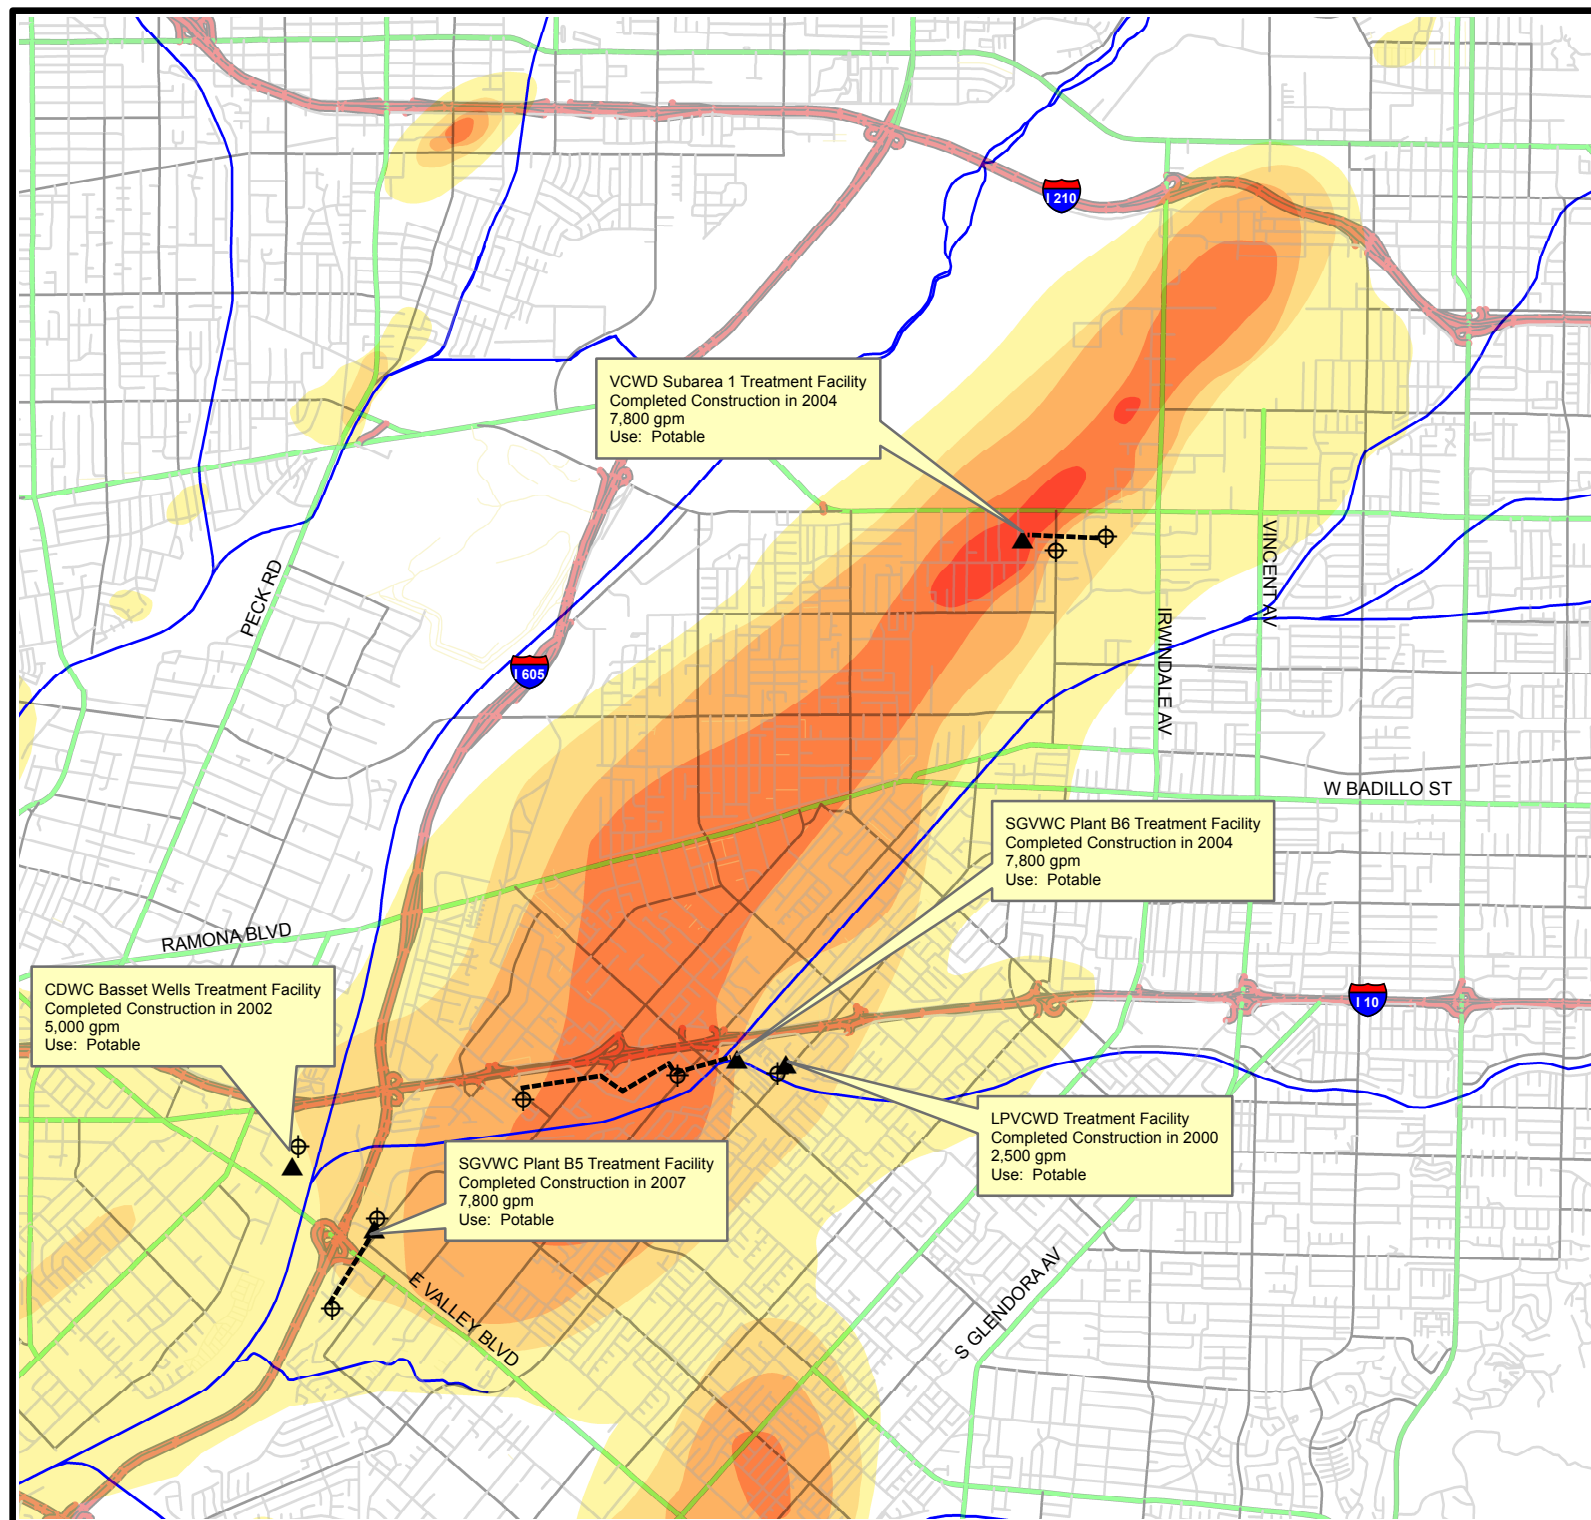 I 210
VCWD Subarea 1 Treatment Facility
Completed Construction in 2004
7,800 gpm
Use:  Potable
PECK RD
VINCENT AV
IRWINDALE AV
I 605
W BADILLO ST
SGVWC Plant B6 Treatment Facility
Completed Construction in 2004
7,800 gpm
Use:  Potable
RAMONA BLVD
CDWC Basset Wells Treatment Facility
Completed Construction in 2002
5,000 gpm
Use:  Potable
I 10
LPVCWD Treatment Facility
Completed Construction in 2000
2,500 gpm
Use:  Potable
SGVWC Plant B5 Treatment Facility
Completed Construction in 2007
7,800 gpm
Use:  Potable
E VALLEY BLVD
S GLENDORA AV